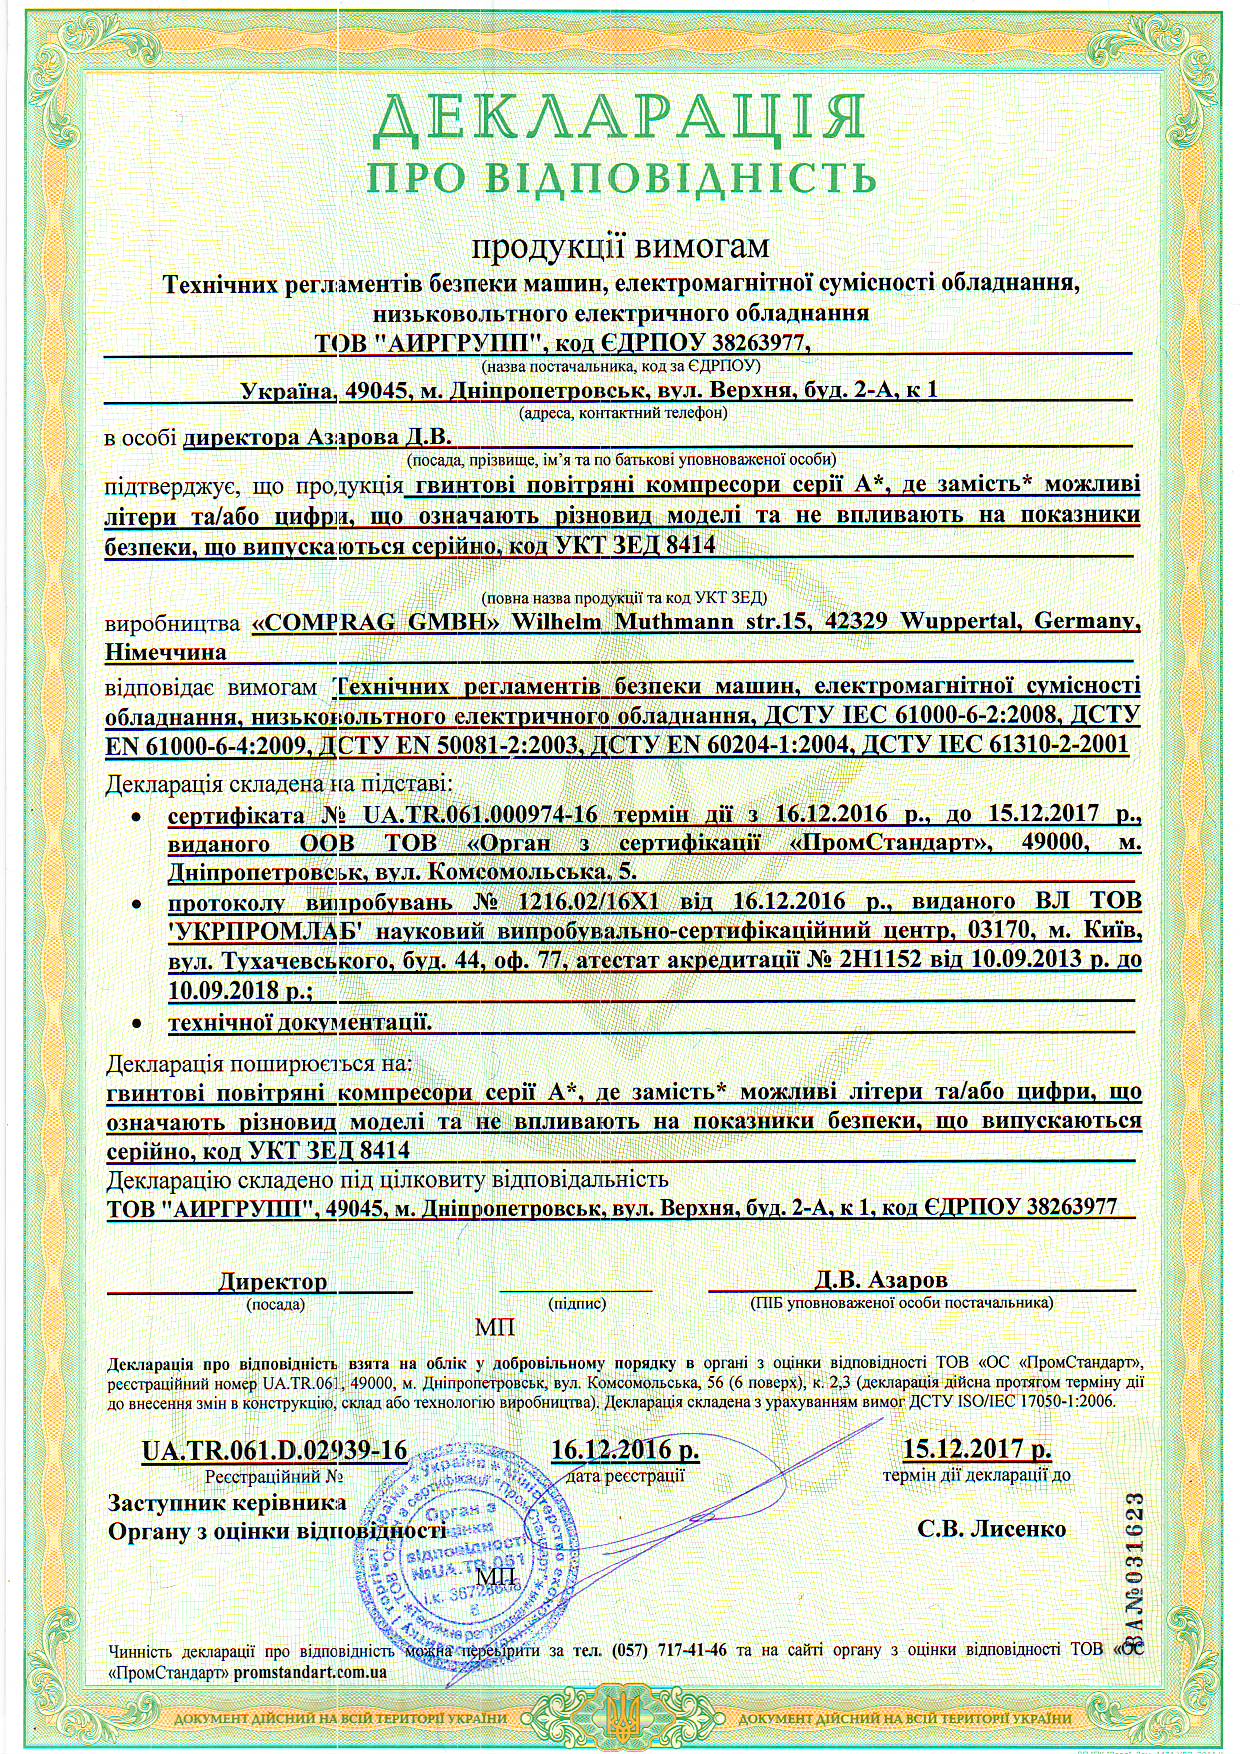 ДЕКЛАРАЦІЯ
ПРО ВІДПОВІДНІСТЬ
продукції вимогам
Технічних регламентів безпеки машин, електромагнітної сумісності обладнання,
низьковольтного електричного обладнання
ТОВ "АИРГРУПП", код ЄДРПОУ 38263977,
(назва постачальника, код за ЄДРПОУ)
Україна, 49045, м. Дніпропетровськ, вул. Верхня, буд. 2-А, к 1
(адреса, контактний телефон)
в особі директора Азарова Д.В.
(посада, прізвище, ім’я та по батькові уповноваженої особи)
підтверджує, що продукція гвинтові повітряні компресори серії А*, де замість* можливі
літери та/або цифри, що означають різновид моделі та не впливають на показники
безпеки, що випускаються серійно, код УКТ ЗЕД 8414
(повна назва продукції та код УКТ ЗЕД)
виробництва «COMPRAG GMBH» Wilhelm Muthmann str.15, 42329 Wuppertal, Germany,
Німеччина
відповідає вимогам Технічних регламентів безпеки машин, електромагнітної сумісності
обладнання, низьковольтного електричного обладнання, ДСТУ IEC 61000-6-2:2008, ДСТУ
EN 61000-6-4:2009, ДСТУ EN 50081-2:2003, ДСТУ EN 60204-1:2004, ДСТУ IEC 61310-2-2001
Декларація складена на підставі:
• сертифіката № UA.TR.061.000974-16 термін дії з 16.12.2016 р., до 15.12.2017 р.,
виданого ООВ ТОВ «Орган з сертифікації «ПромСтандарт», 49000, м.
Дніпропетровськ, вул. Комсомольська, 5.
• протоколу випробувань № 1216.02/16Х1 від 16.12.2016 р., виданого ВЛ ТОВ
'УКРПРОМЛАБ' науковий випробувально-сертифікаційний центр, 03170, м. Київ,
вул. Тухачевського, буд. 44, оф. 77, атестат акредитації № 2Н1152 від 10.09.2013 р. до
10.09.2018 р.;
• технічної документації.
Декларація поширюється на:
гвинтові повітряні компресори серії А*, де замість* можливі літери та/або цифри, що
означають різновид моделі та не впливають на показники безпеки, що випускаються
серійно, код УКТ ЗЕД 8414
Декларацію складено під цілковиту відповідальність
ТОВ "АИРГРУПП", 49045, м. Дніпропетровськ, вул. Верхня, буд. 2-А, к 1, код ЄДРПОУ 38263977
Директор Д.В. Азаров
(посада) (підпис) (ПІБ уповноваженої особи постачальника)
МП
Декларація про відповідність взята на облік у добровільному порядку в органі з оцінки відповідності ТОВ «ОС «ПромСтандарт»,
реєстраційний номер UA.TR.061, 49000, м. Дніпропетровськ, вул. Комсомольська, 56 (6 поверх), к. 2,3 (декларація дійсна протягом терміну дії
до внесення змін в конструкцію, склад або технологію виробництва). Декларація складена з урахуванням вимог ДСТУ ISO/IEC 17050-1:2006.
UA.TR.061.D.02939-16 16.12.2016 р. 15.12.2017 р.
Реєстраційний № дата реєстрації термін дії декларації до
Заступник керівника
Органу з оцінки відповідності С.В. Лисенко
Орган з
оцінки
відповідності
№UA.TR.061
МП
ВА№031623
Чинність декларації про відповідність можна перевірити за тел. (057) 717-41-46 та на сайті органу з оцінки відповідності ТОВ «ОС
«ПромСтандарт» promstandart.com.ua
ДОКУМЕНТ ДІЙСНИЙ НА ВСІЙ ТЕРИТОРІЇ УКРАЇНИ ДОКУМЕНТ ДІЙСНИЙ НА ВСІЙ ТЕРИТОРІЇ УКРАЇНИ